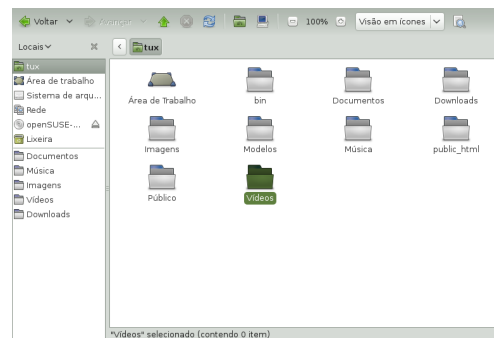 Voltar
Avançar
100%
Visão em ícones
Locais
tux
tux
Área de trabalho
Sistema de arqu...
Rede
openSUSE-...
Lixeira
Documentos
Música
Imagens
Vídeos
Downloads
Área de Trabalho
bin
Documentos
Downloads
Imagens
Modelos
Música
public_html
Público
Vídeos
"Vídeos" selecionado (contendo 0 item)